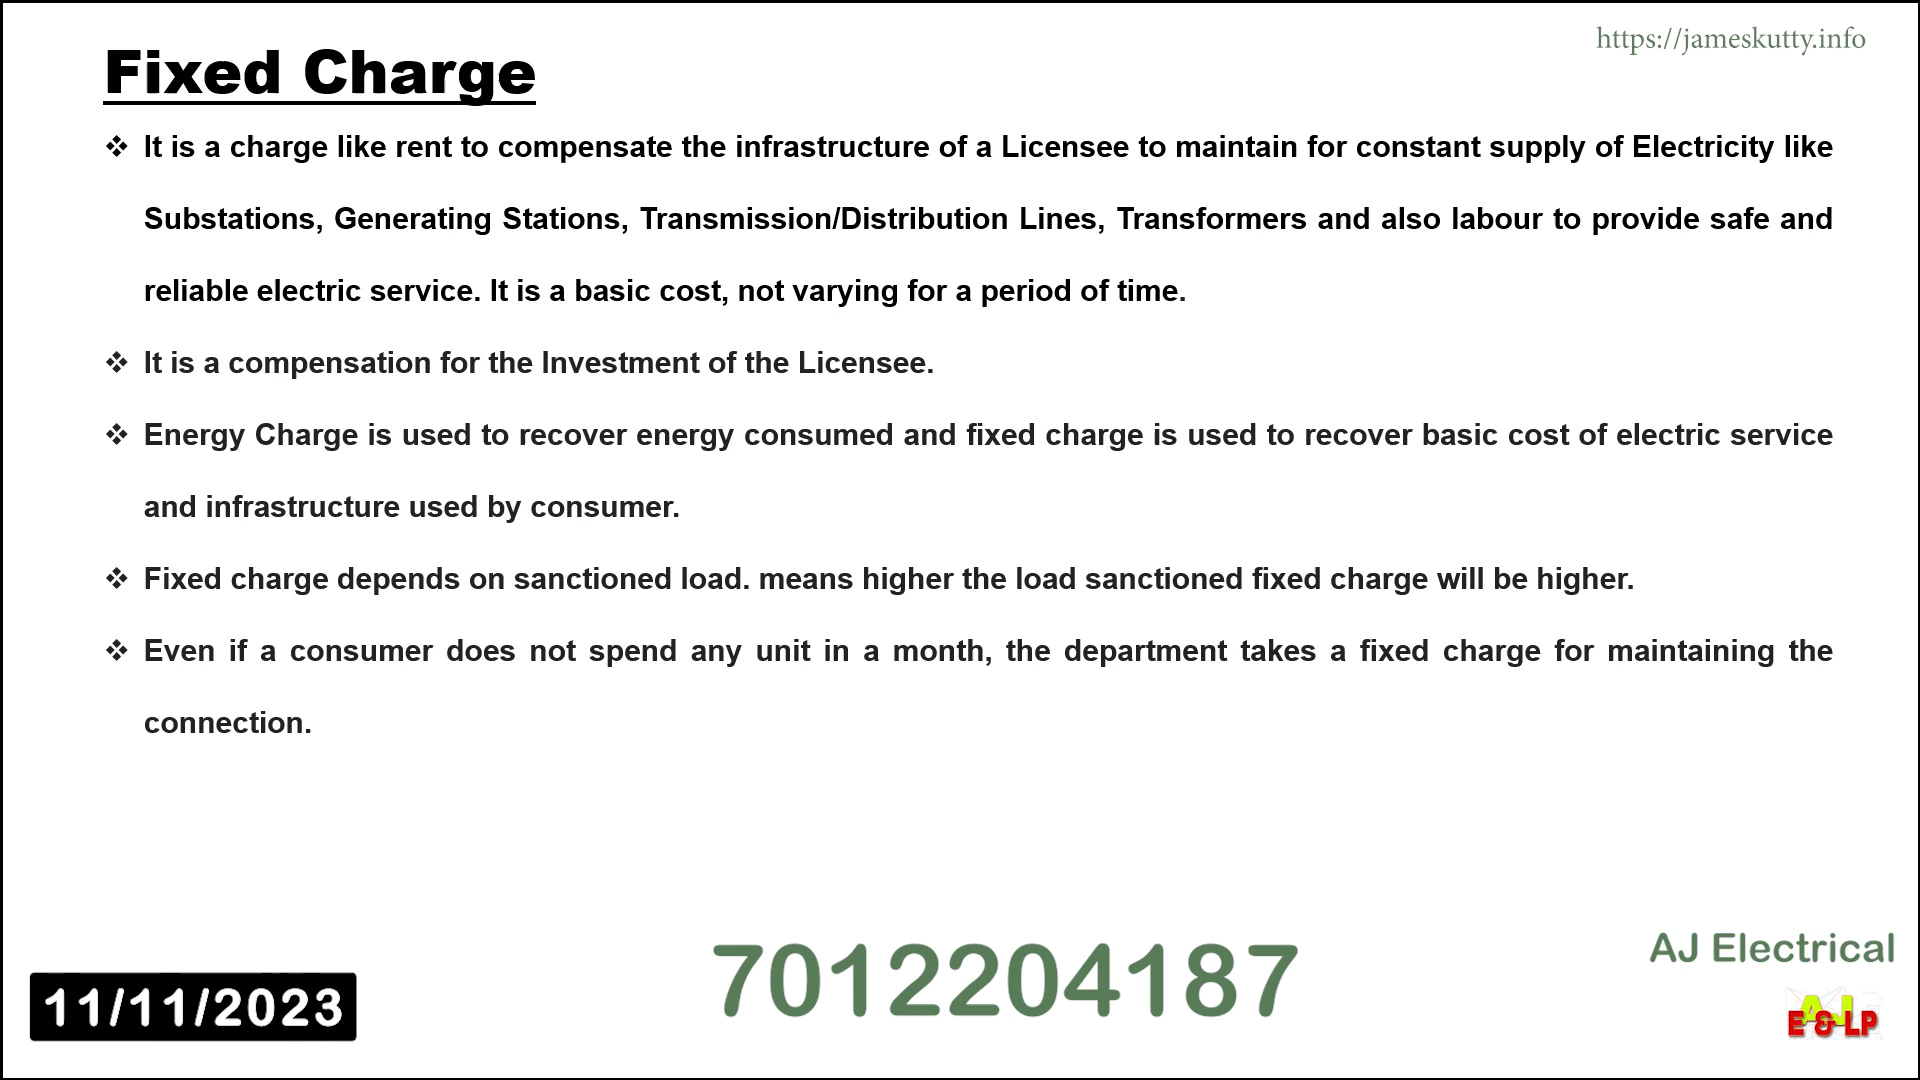 https://jameskutty.info
Fixed Charge
❖ It is a charge like rent to compensate the infrastructure of a Licensee to maintain for constant supply of Electricity like
Substations, Generating Stations, Transmission/Distribution Lines, Transformers and also labour to provide safe and
reliable electric service. It is a basic cost, not varying for a period of time.
❖ It is a compensation for the Investment of the Licensee.
❖ Energy Charge is used to recover energy consumed and fixed charge is used to recover basic cost of electric service
and infrastructure used by consumer.
❖ Fixed charge depends on sanctioned load. means higher the load sanctioned fixed charge will be higher.
❖ Even if a consumer does not spend any unit in a month, the department takes a fixed charge for maintaining the
connection.
11/11/2023
7012204187
AJ Electrical
AJ
E & LP